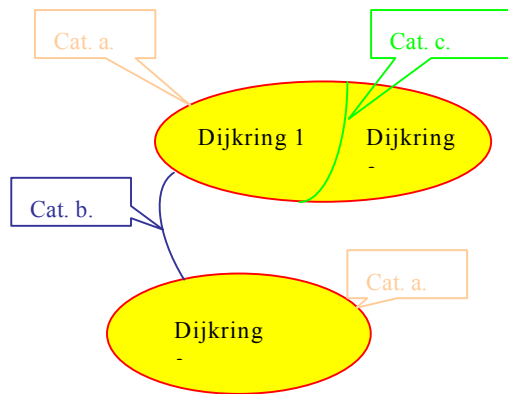 Cat. a.
Cat. c.
Dijkring 1
Dijkring
Cat. b.
Cat. a.
Dijkring